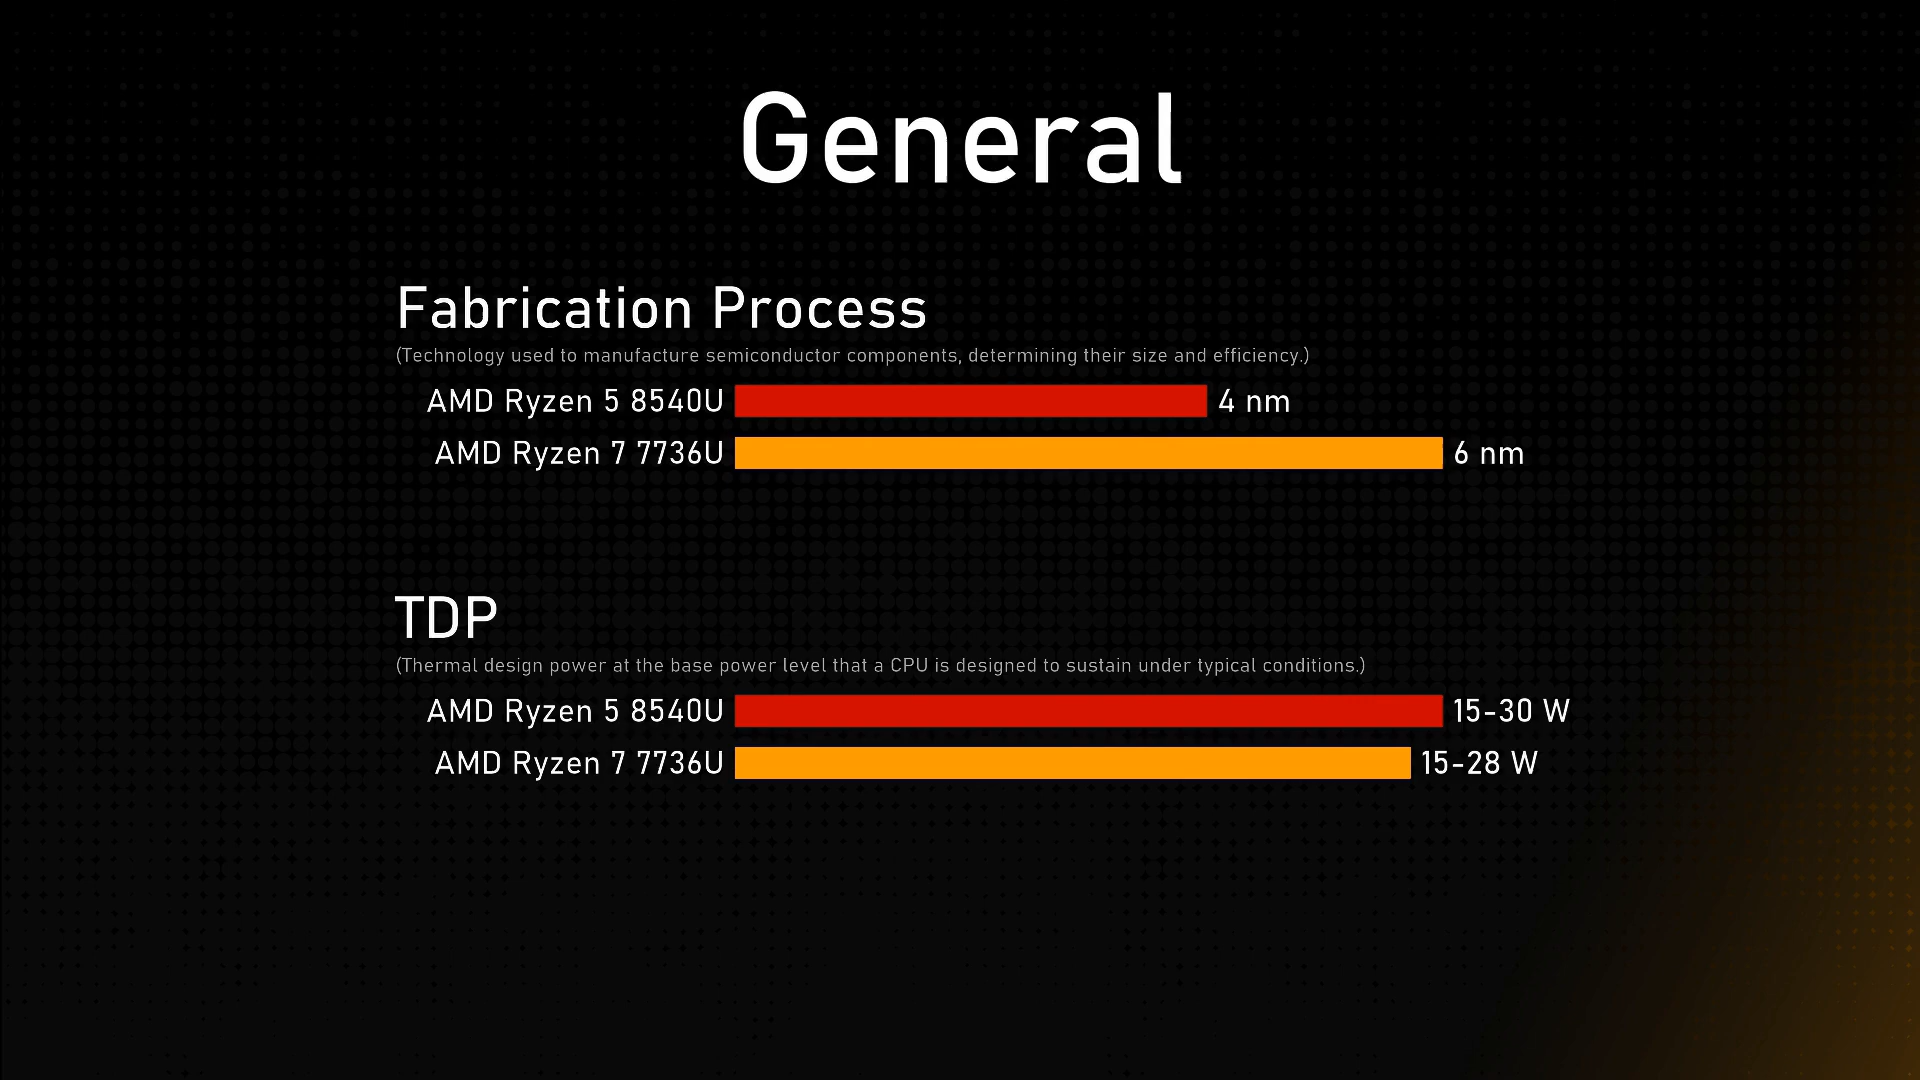 General
Fabrication Process
(Technology used to manufacture semiconductor components, determining their size and efficiency.)
AMD Ryzen 5 8540U 4 nm
AMD Ryzen 7 7736U 6 nm
TDP
(Thermal design power at the base power level that a CPU is designed to sustain under typical conditions.)
AMD Ryzen 5 8540U 15-30 W
AMD Ryzen 7 7736U 15-28 W